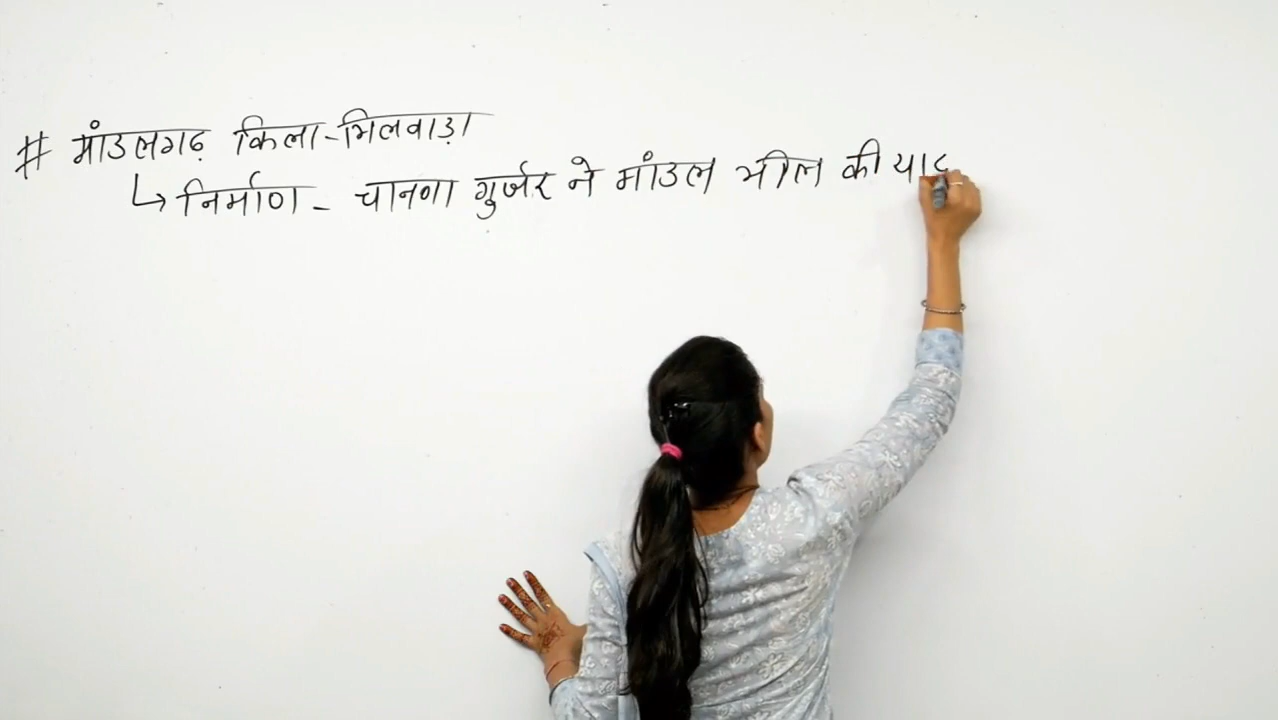 # मांडलगढ़ किला-भिलवाड़ा
↳ निर्माण - चानणा गुर्जर ने मांडल भील की याद